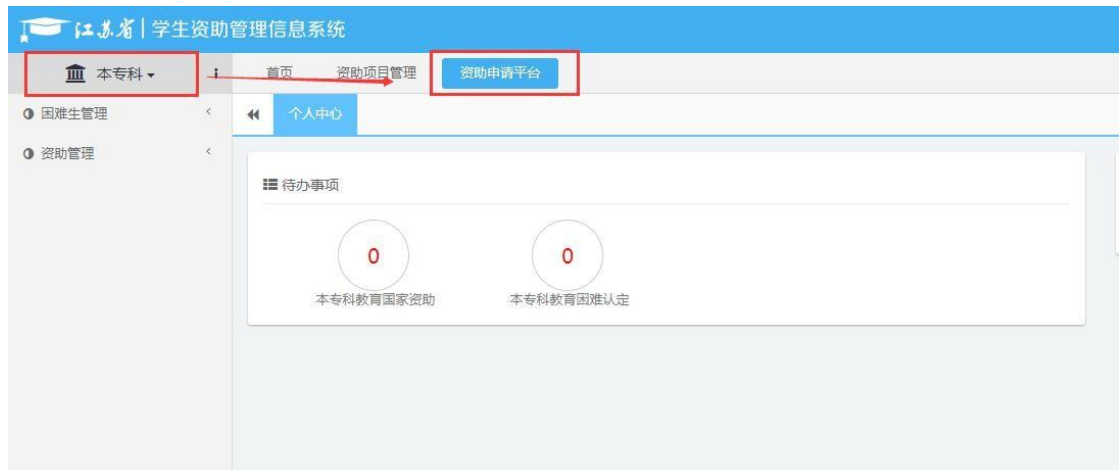 江苏省|学生资助管理信息系统
本专科
首页 资助项目管理 资助申请平台
困难生管理
个人中心
资助管理
待办事项
0 0
本专科教育国家资助 本专科教育困难认定